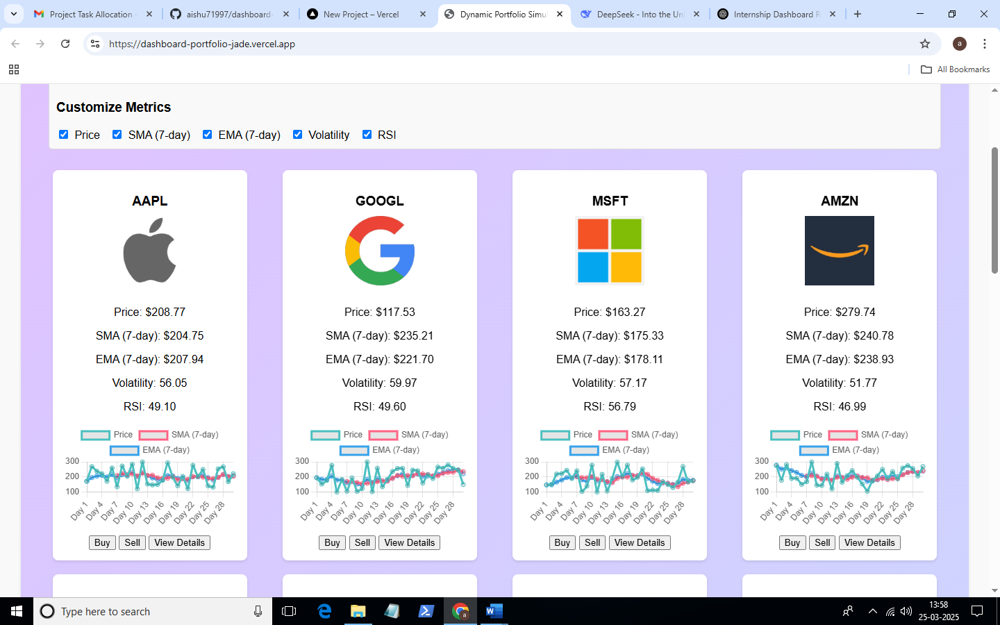 Project Task Allocation -
aishu71997/dashboard-
New Project – Vercel
Dynamic Portfolio Simul
DeepSeek - Into the Un
Internship Dashboard R
https://dashboard-portfolio-jade.vercel.app
a
All Bookmarks
Customize Metrics
Price SMA (7-day) EMA (7-day) Volatility RSI
AAPL
Price: $208.77
SMA (7-day): $204.75
EMA (7-day): $207.94
Volatility: 56.05
RSI: 49.10
Price SMA (7-day)
EMA (7-day)
300
200
100
Day 1 Day 4 Day 7 Day 10 Day 13 Day 16 Day 19 Day 22 Day 25 Day 28
Buy Sell View Details
GOOGL
Price: $117.53
SMA (7-day): $235.21
EMA (7-day): $221.70
Volatility: 59.97
RSI: 49.60
Price SMA (7-day)
EMA (7-day)
300
200
100
Day 1 Day 4 Day 7 Day 10 Day 13 Day 16 Day 19 Day 22 Day 25 Day 28
Buy Sell View Details
MSFT
Price: $163.27
SMA (7-day): $175.33
EMA (7-day): $178.11
Volatility: 57.17
RSI: 56.79
Price SMA (7-day)
EMA (7-day)
300
200
100
Day 1 Day 4 Day 7 Day 10 Day 13 Day 16 Day 19 Day 22 Day 25 Day 28
Buy Sell View Details
AMZN
Price: $279.74
SMA (7-day): $240.78
EMA (7-day): $238.93
Volatility: 51.77
RSI: 46.99
Price SMA (7-day)
EMA (7-day)
300
200
100
Day 1 Day 4 Day 7 Day 10 Day 13 Day 16 Day 19 Day 22 Day 25 Day 28
Buy Sell View Details
Type here to search
13:58
25-03-2025